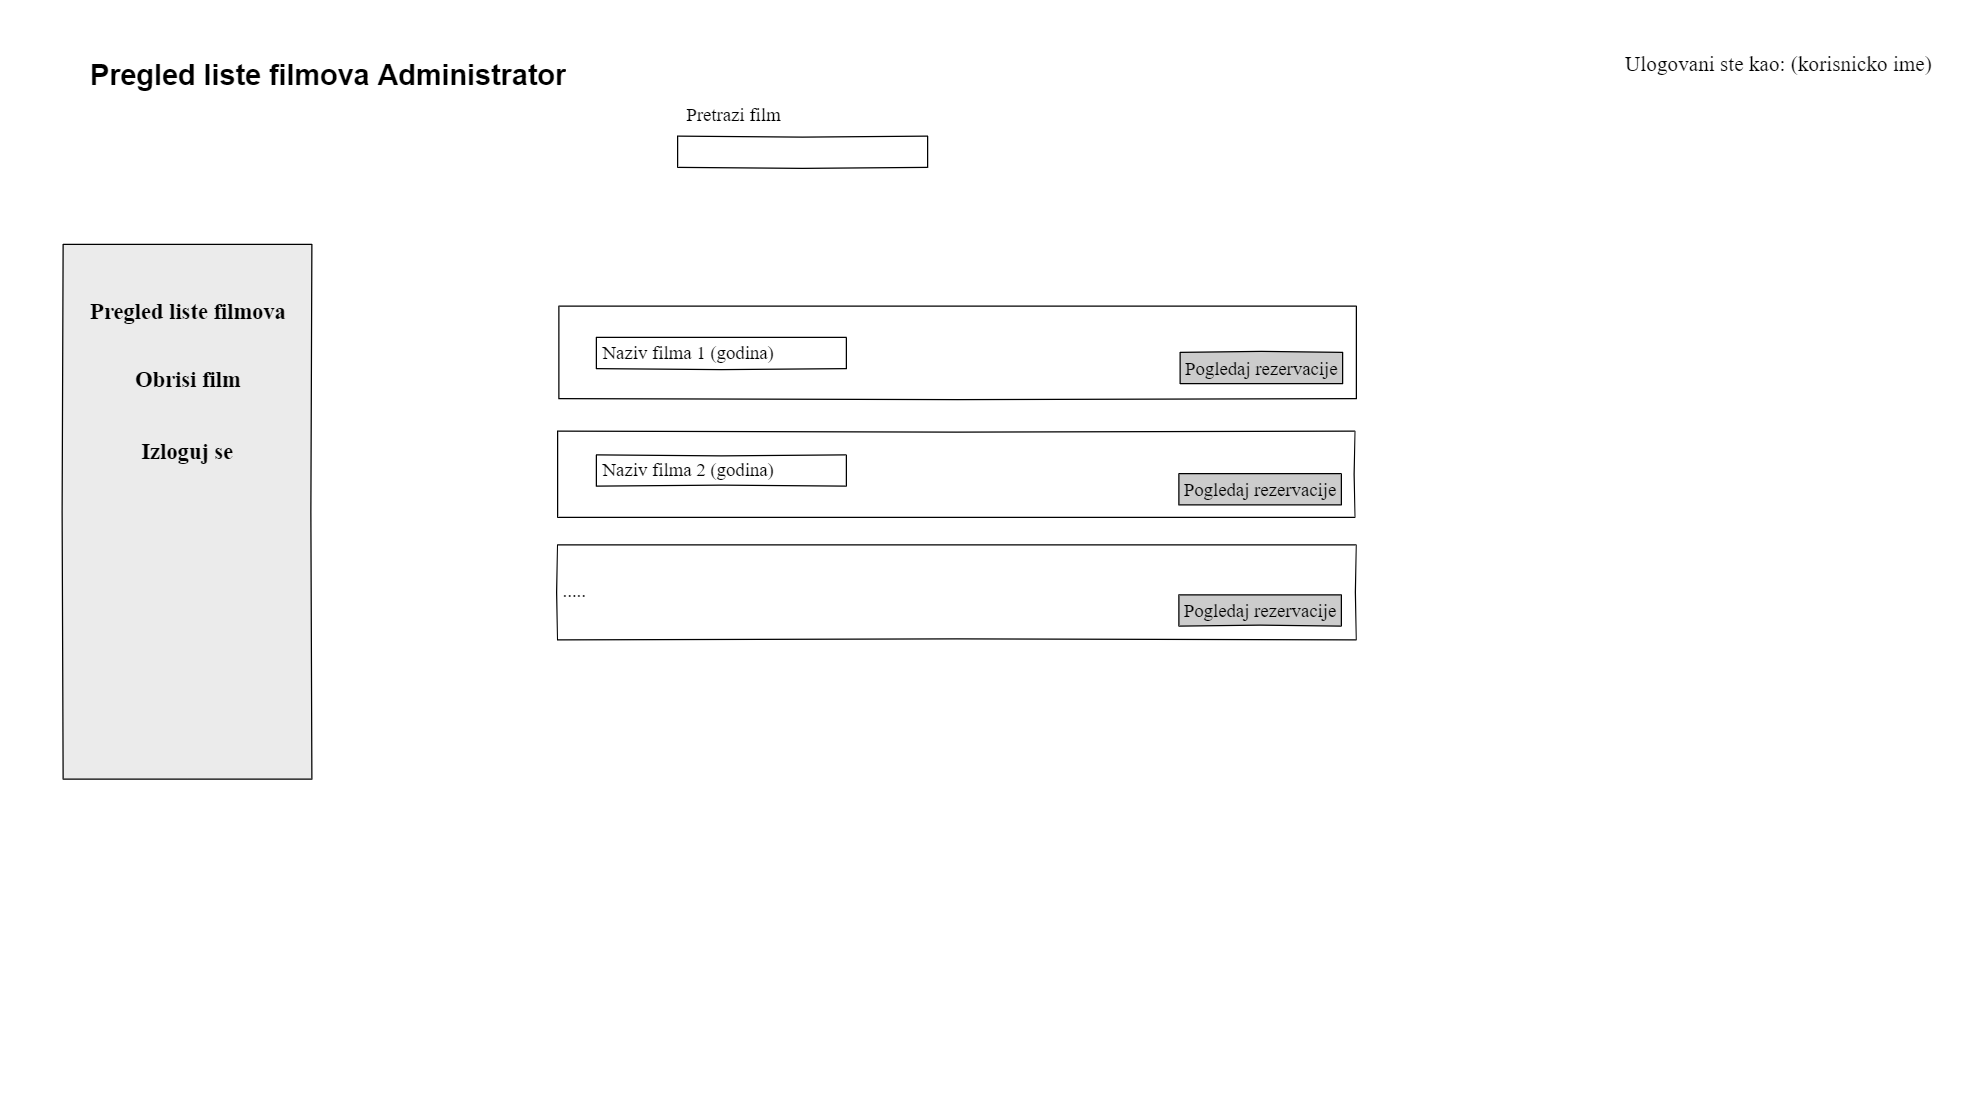 Pregled liste filmova Administrator
Ulogovani ste kao: (korisnicko ime)
Pretrazi film
Pregled liste filmova
Obrisi film
Izloguj se
Naziv filma 1 (godina)
Pogledaj rezervacije
Naziv filma 2 (godina)
Pogledaj rezervacije
.....
Pogledaj rezervacije